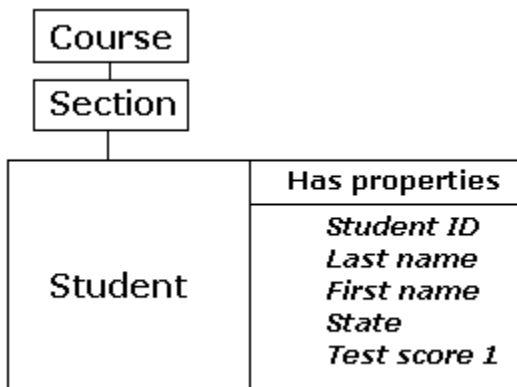 Course
Section
Student
Has properties
Student ID
Last name
First name
State
Test score 1